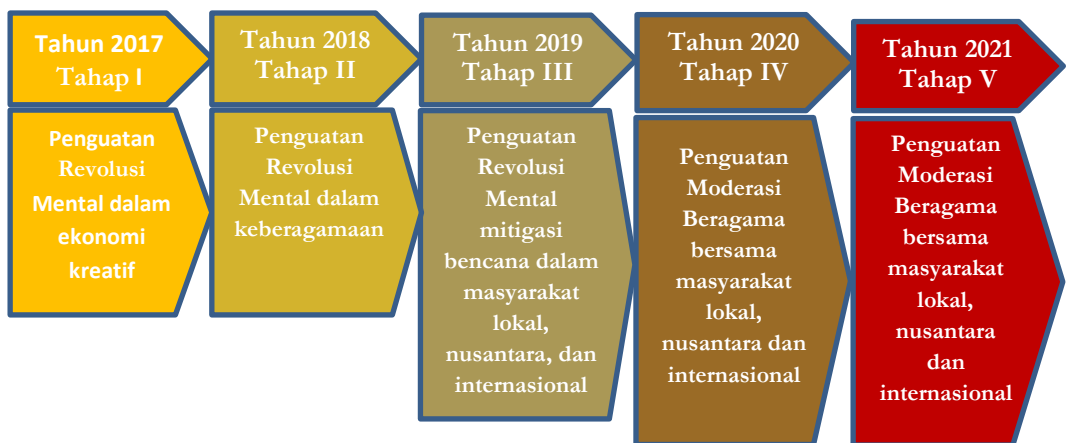 Tahun 2017
Tahap I
Tahun 2018
Tahap II
Tahun 2019
Tahap III
Tahun 2020
Tahap IV
Tahun 2021
Tahap V
Penguatan
Revolusi
Mental dalam
ekonomi
kreatif
Penguatan
Revolusi
Mental dalam
keberagamaan
Penguatan
Revolusi
Mental
mitigasi
bencana dalam
masyarakat
lokal,
nusantara, dan
internasional
Penguatan
Moderasi
Beragama
bersama
masyarakat
lokal,
nusantara dan
internasional
Penguatan
Moderasi
Beragama
bersama
masyarakat
lokal,
nusantara
dan
internasional